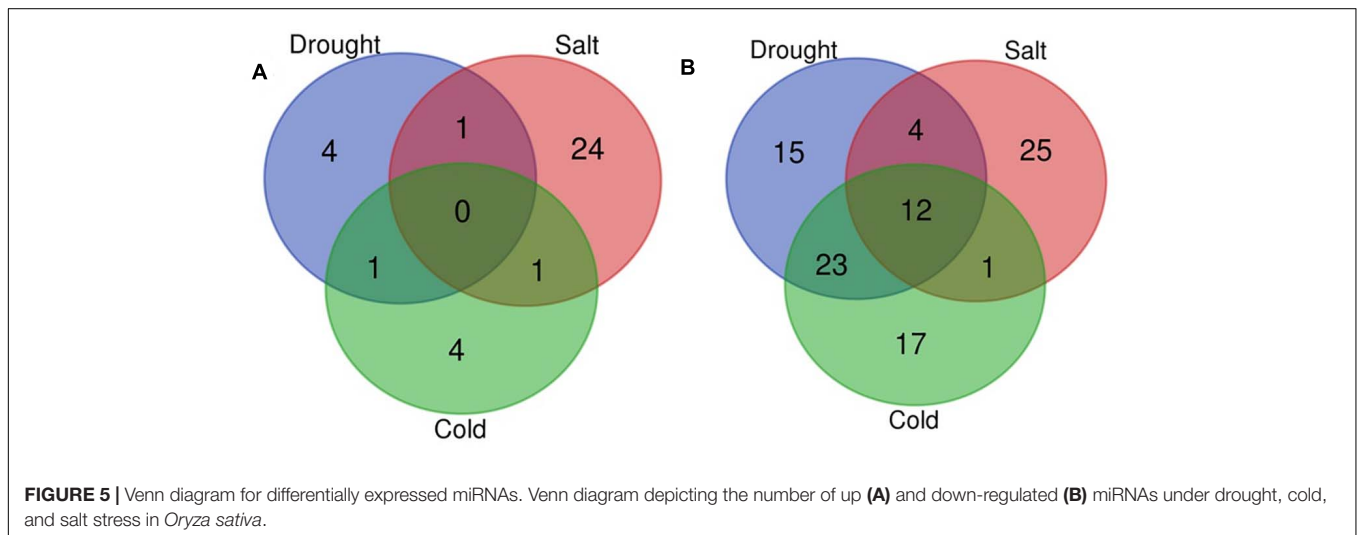 A
Drought
Salt
4
1
24
0
1
1
4
Cold
B
Drought
Salt
15
4
25
12
23
1
17
Cold
FIGURE 5 | Venn diagram for differentially expressed miRNAs. Venn diagram depicting the number of up (A) and down-regulated (B) miRNAs under drought, cold,
and salt stress in Oryza sativa.